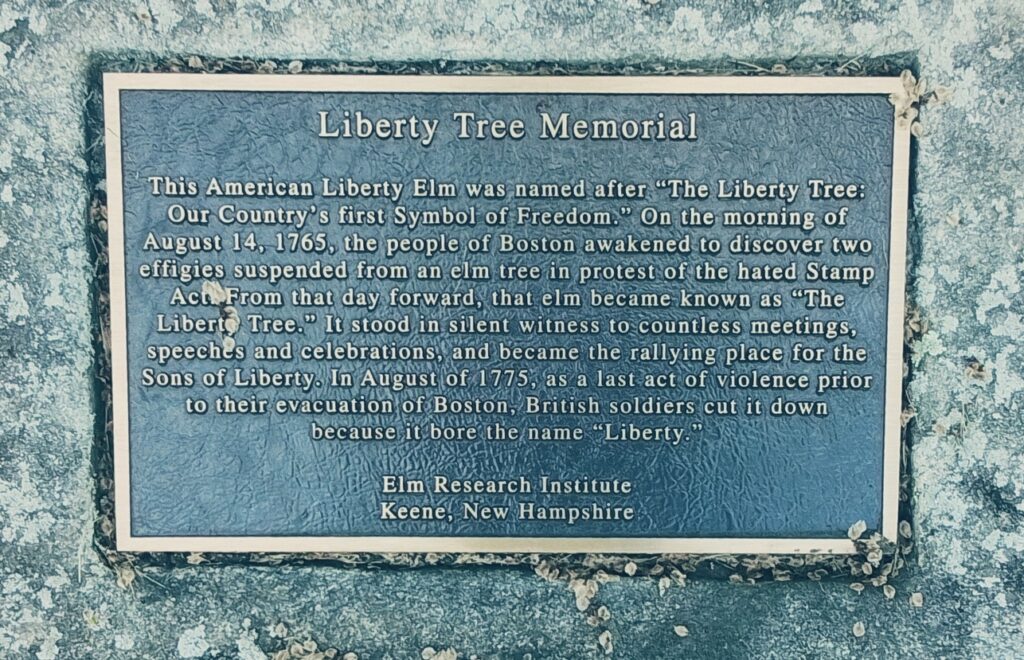 Liberty Tree Memorial
This American Liberty Elm was named after “The Liberty Tree:
Our Country’s first Symbol of Freedom.” On the morning of
August 14, 1765, the people of Boston awakened to discover two
effigies suspended from an elm tree in protest of the hated Stamp
Act. From that day forward, that elm became known as “The
Liberty Tree.” It stood in silent witness to countless meetings,
speeches and celebrations, and became the rallying place for the
Sons of Liberty. In August of 1775, as a last act of violence prior
to their evacuation of Boston, British soldiers cut it down
because it bore the name “Liberty.”
Elm Research Institute
Keene, New Hampshire